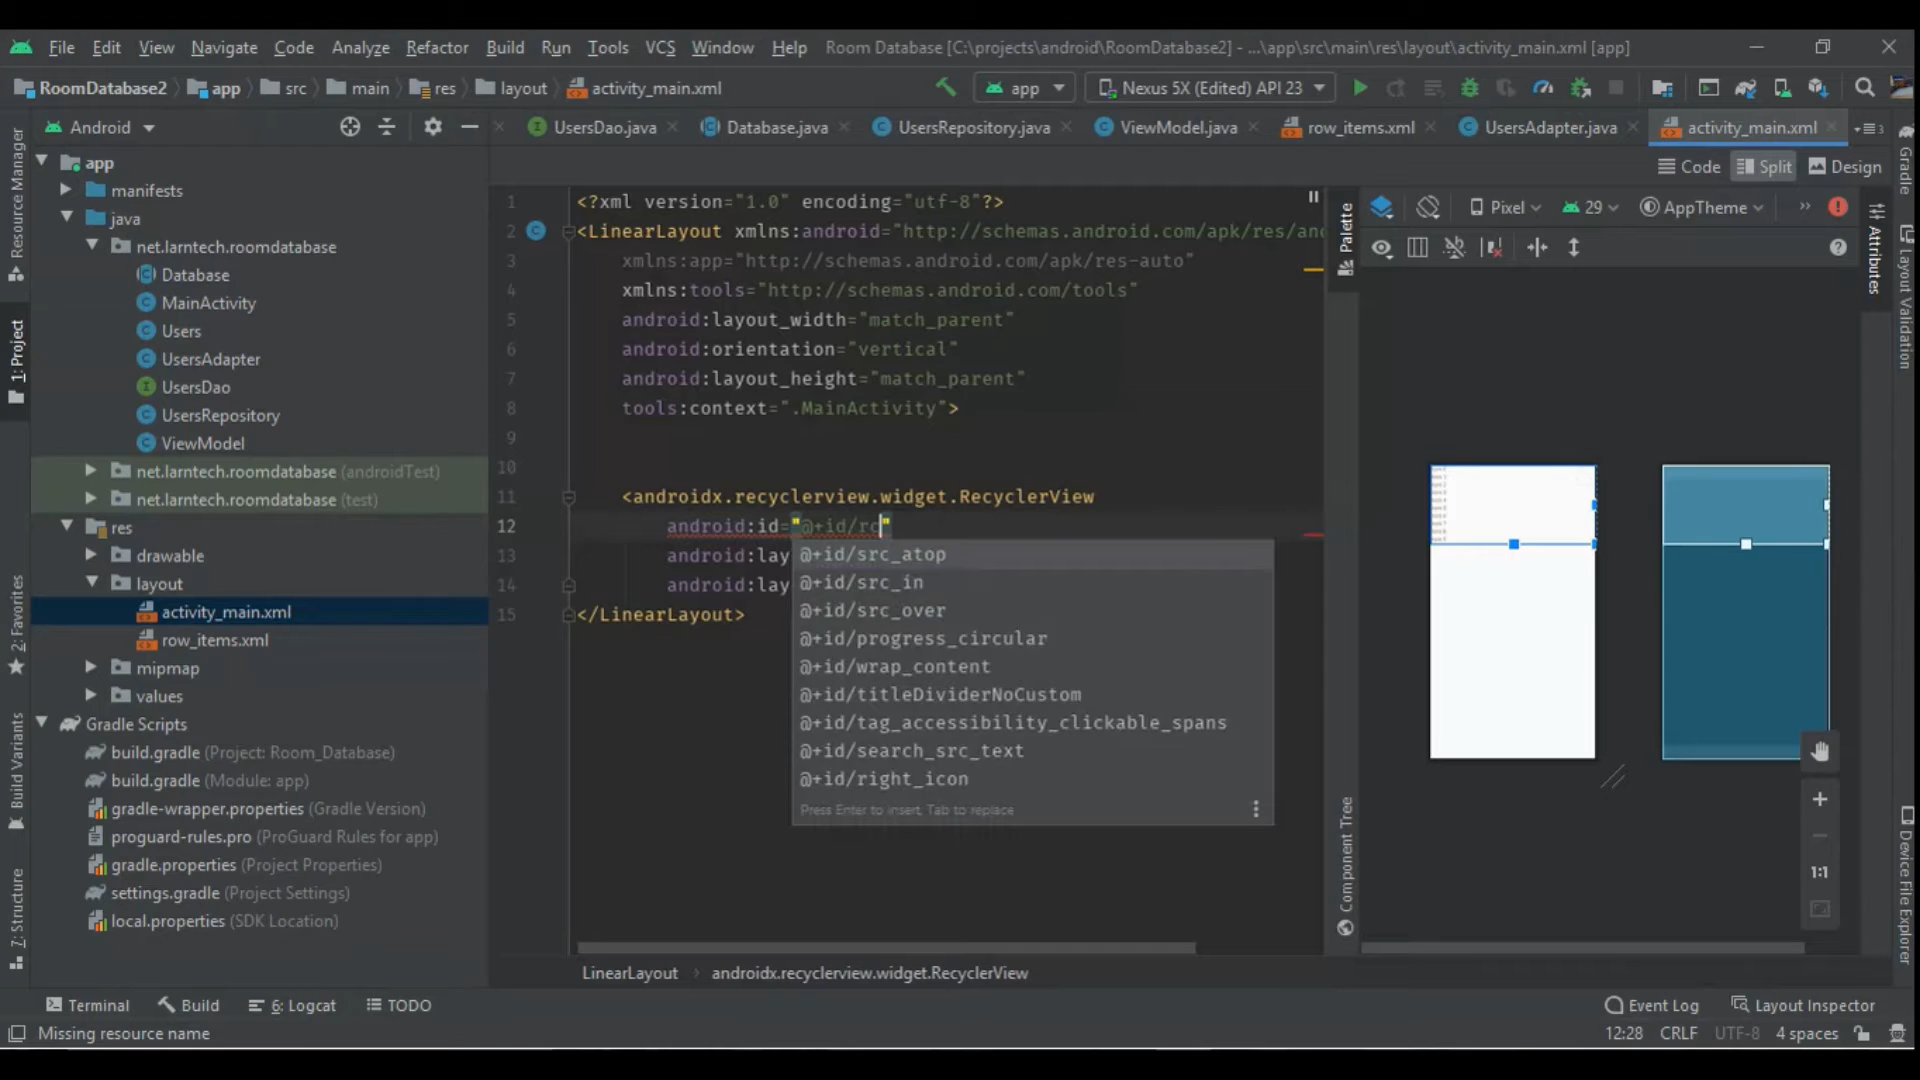 File Edit View Navigate Code Analyze Refactor Build Run Tools VCS Window Help Room Database [C:\projects\android\RoomDatabase2] - ...\app\src\main\res\layout\activity_main.xml [app]
RoomDatabase2 app src main res layout activity_main.xml app Nexus 5X (Edited) API 23
Android UsersDao.java Database.java UsersRepository.java ViewModel.java row_items.xml UsersAdapter.java activity_main.xml
Code Split Design
Resource Manager
1: Project
2: Favorites
Build Variants
7: Structure
app
manifests
java
net.larntech.roomdatabase
Database
MainActivity
Users
UsersAdapter
UsersDao
UsersRepository
ViewModel
net.larntech.roomdatabase (androidTest)
net.larntech.roomdatabase (test)
res
drawable
layout
activity_main.xml
row_items.xml
mipmap
values
Gradle Scripts
build.gradle (Project: Room_Database)
build.gradle (Module: app)
gradle-wrapper.properties (Gradle Version)
proguard-rules.pro (ProGuard Rules for app)
gradle.properties (Project Properties)
settings.gradle (Project Settings)
local.properties (SDK Location)
1 <?xml version="1.0" encoding="utf-8"?>
2 <LinearLayout xmlns:android="http://schemas.android.com/apk/res/and
3 xmlns:app="http://schemas.android.com/apk/res-auto"
4 xmlns:tools="http://schemas.android.com/tools"
5 android:layout_width="match_parent"
6 android:orientation="vertical"
7 android:layout_height="match_parent"
8 tools:context=".MainActivity">
9
10
11 <androidx.recyclerview.widget.RecyclerView
12 android:id="@+id/rc"
13 android:lay
14 android:lay
15 </LinearLayout>
@+id/src_atop
@+id/src_in
@+id/src_over
@+id/progress_circular
@+id/wrap_content
@+id/titleDividerNoCustom
@+id/tag_accessibility_clickable_spans
@+id/search_src_text
@+id/right_icon
Press Enter to insert, Tab to replace
LinearLayout androidx.recyclerview.widget.RecyclerView
Palette
Component Tree
Pixel 29 AppTheme
1:1
Attributes
Gradle
Layout Validation
Device File Explorer
Terminal Build 6: Logcat TODO Event Log Layout Inspector
Missing resource name 12:28 CRLF UTF-8 4 spaces